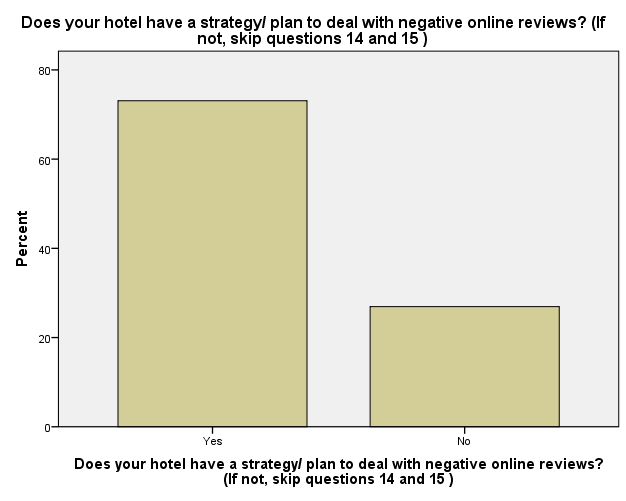 Does your hotel have a strategy/ plan to deal with negative online reviews? (If
not, skip questions 14 and 15 )
80
60
40
20
0
Percent
Yes
No
Does your hotel have a strategy/ plan to deal with negative online reviews?
(If not, skip questions 14 and 15 )